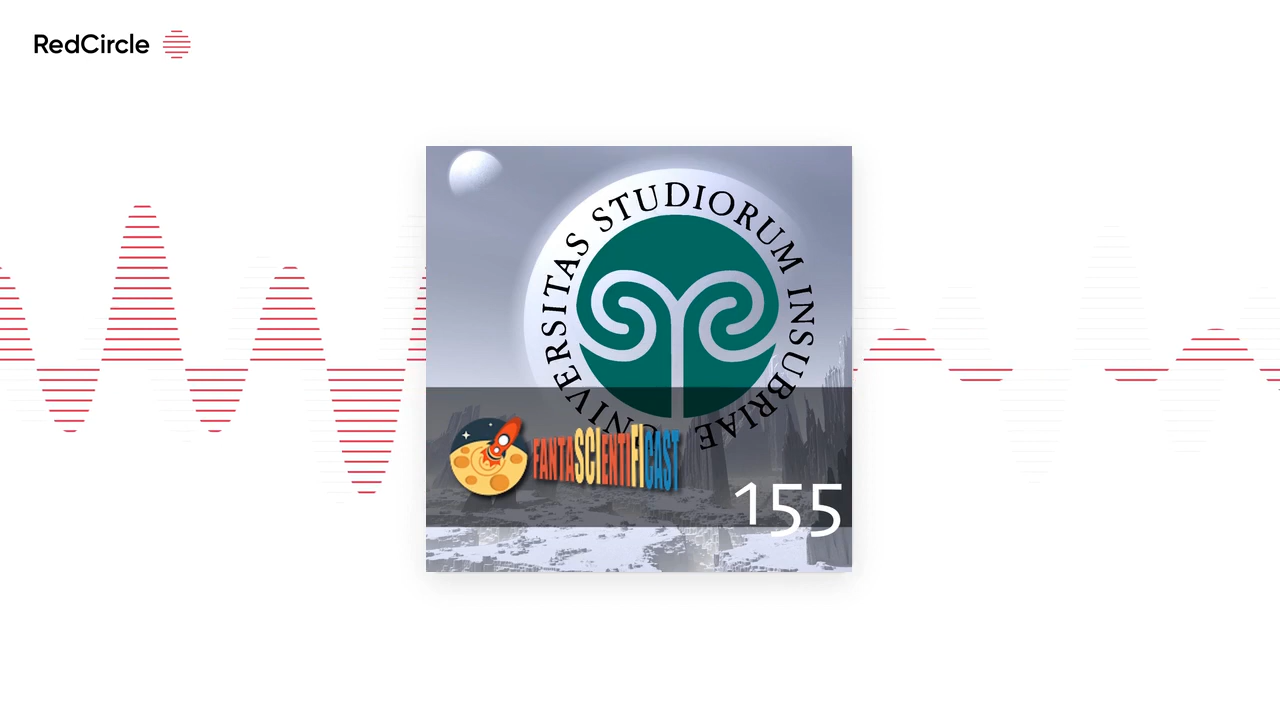 RedCircle
UNIVERSITAS STUDIORUM INSUBRIAE
FANTASCIENTIFICAST
155